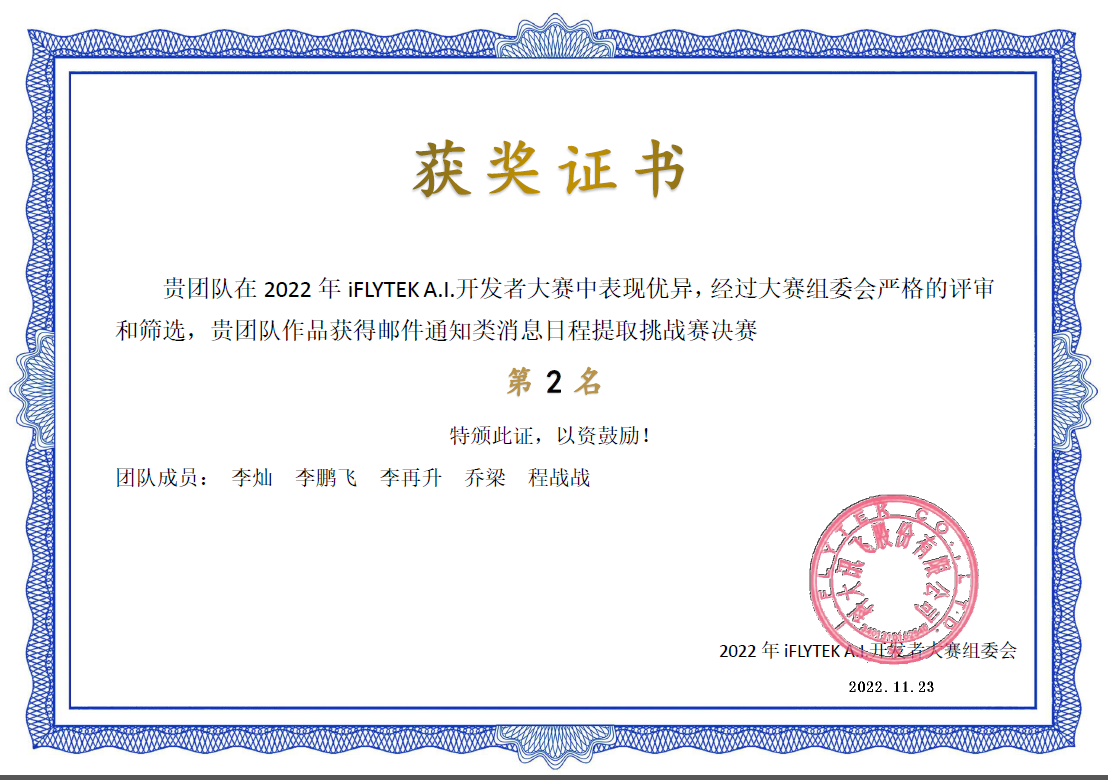 获奖证书
贵团队在 2022 年 iFLYTEK A.I.开发者大赛中表现优异，经过大赛组委会严格的评审
和筛选，贵团队作品获得邮件通知类消息日程提取挑战赛决赛
第 2 名
特颁此证，以资鼓励！
团队成员： 李灿 李鹏飞 李再升 乔梁 程战战
IFLYTEK CO.,LTD.
科大讯飞股份有限公司
2022 年 iFLYTEK A.I.开发者大赛组委会
2022.11.23